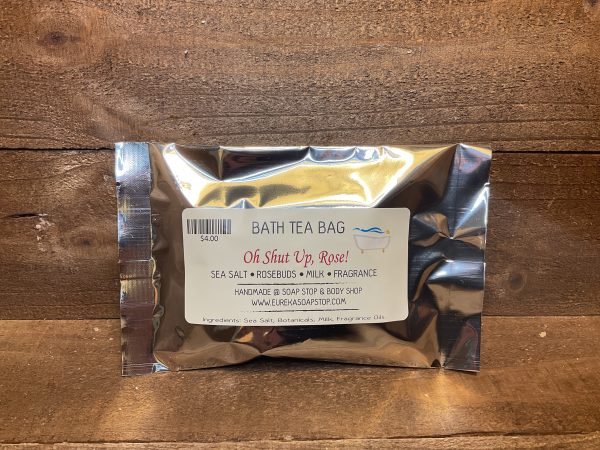 BATH TEA BAG
$4.00
Oh Shut Up, Rose!
SEA SALT • ROSEBUDS • MILK • FRAGRANCE
HANDMADE @ SOAP STOP & BODY SHOP
WWW.EUREKASOAPSTOP.COM
Ingredients: Sea Salt, Botanicals, Milk, Fragrance Oils